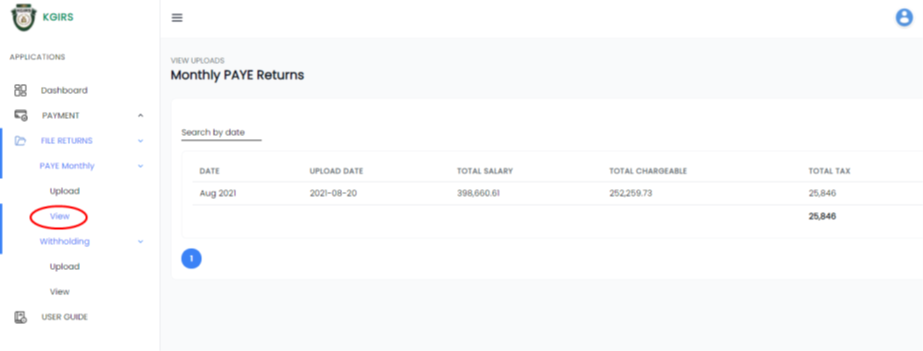 KGIRS
APPLICATIONS
Dashboard
PAYMENT
FILE RETURNS
PAYE Monthly
Upload
View
Withholding
Upload
View
USER GUIDE
VIEW UPLOADS
Monthly PAYE Returns
Search by date
DATE UPLOAD DATE TOTAL SALARY TOTAL CHARGEABLE TOTAL TAX
Aug 2021 2021-08-20 398,660.61 252,259.73 25,846
25,846
1